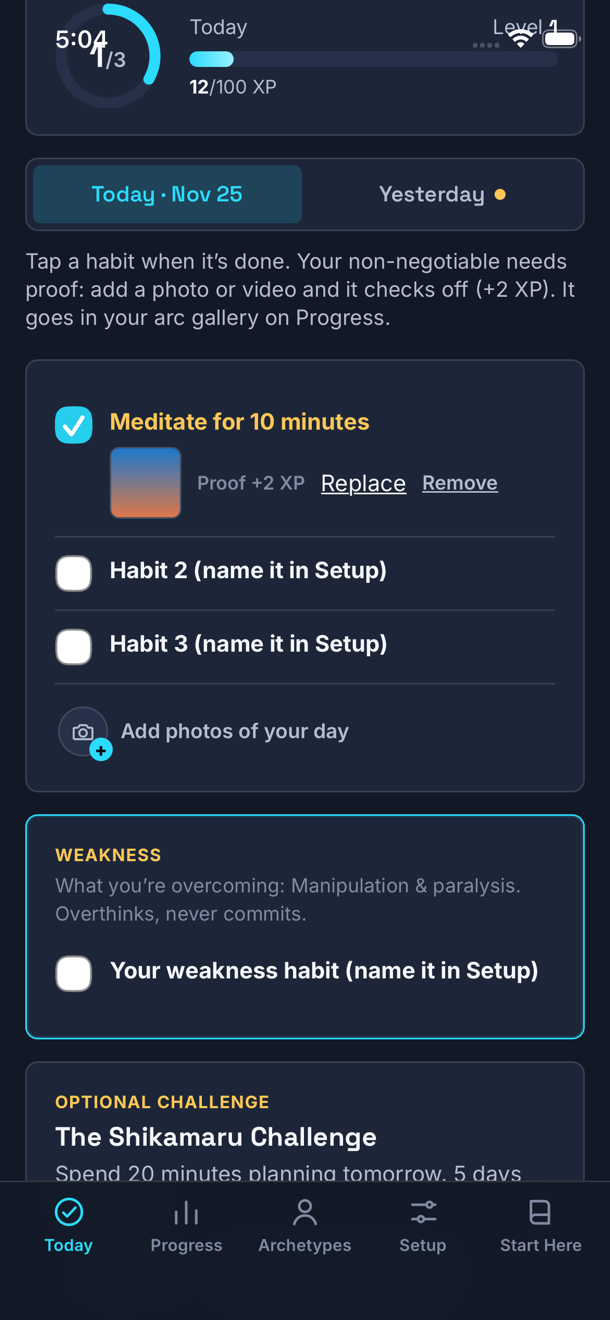 5:04
1/3
Today
Level 1
12/100 XP
Today · Nov 25
Yesterday
Tap a habit when it’s done. Your non-negotiable needs
proof: add a photo or video and it checks off (+2 XP). It
goes in your arc gallery on Progress.
Meditate for 10 minutes
Proof +2 XP Replace Remove
Habit 2 (name it in Setup)
Habit 3 (name it in Setup)
Add photos of your day
WEAKNESS
What you’re overcoming: Manipulation & paralysis.
Overthinks, never commits.
Your weakness habit (name it in Setup)
OPTIONAL CHALLENGE
The Shikamaru Challenge
Spend 20 minutes planning tomorrow. 5 days
Today
Progress
Archetypes
Setup
Start Here